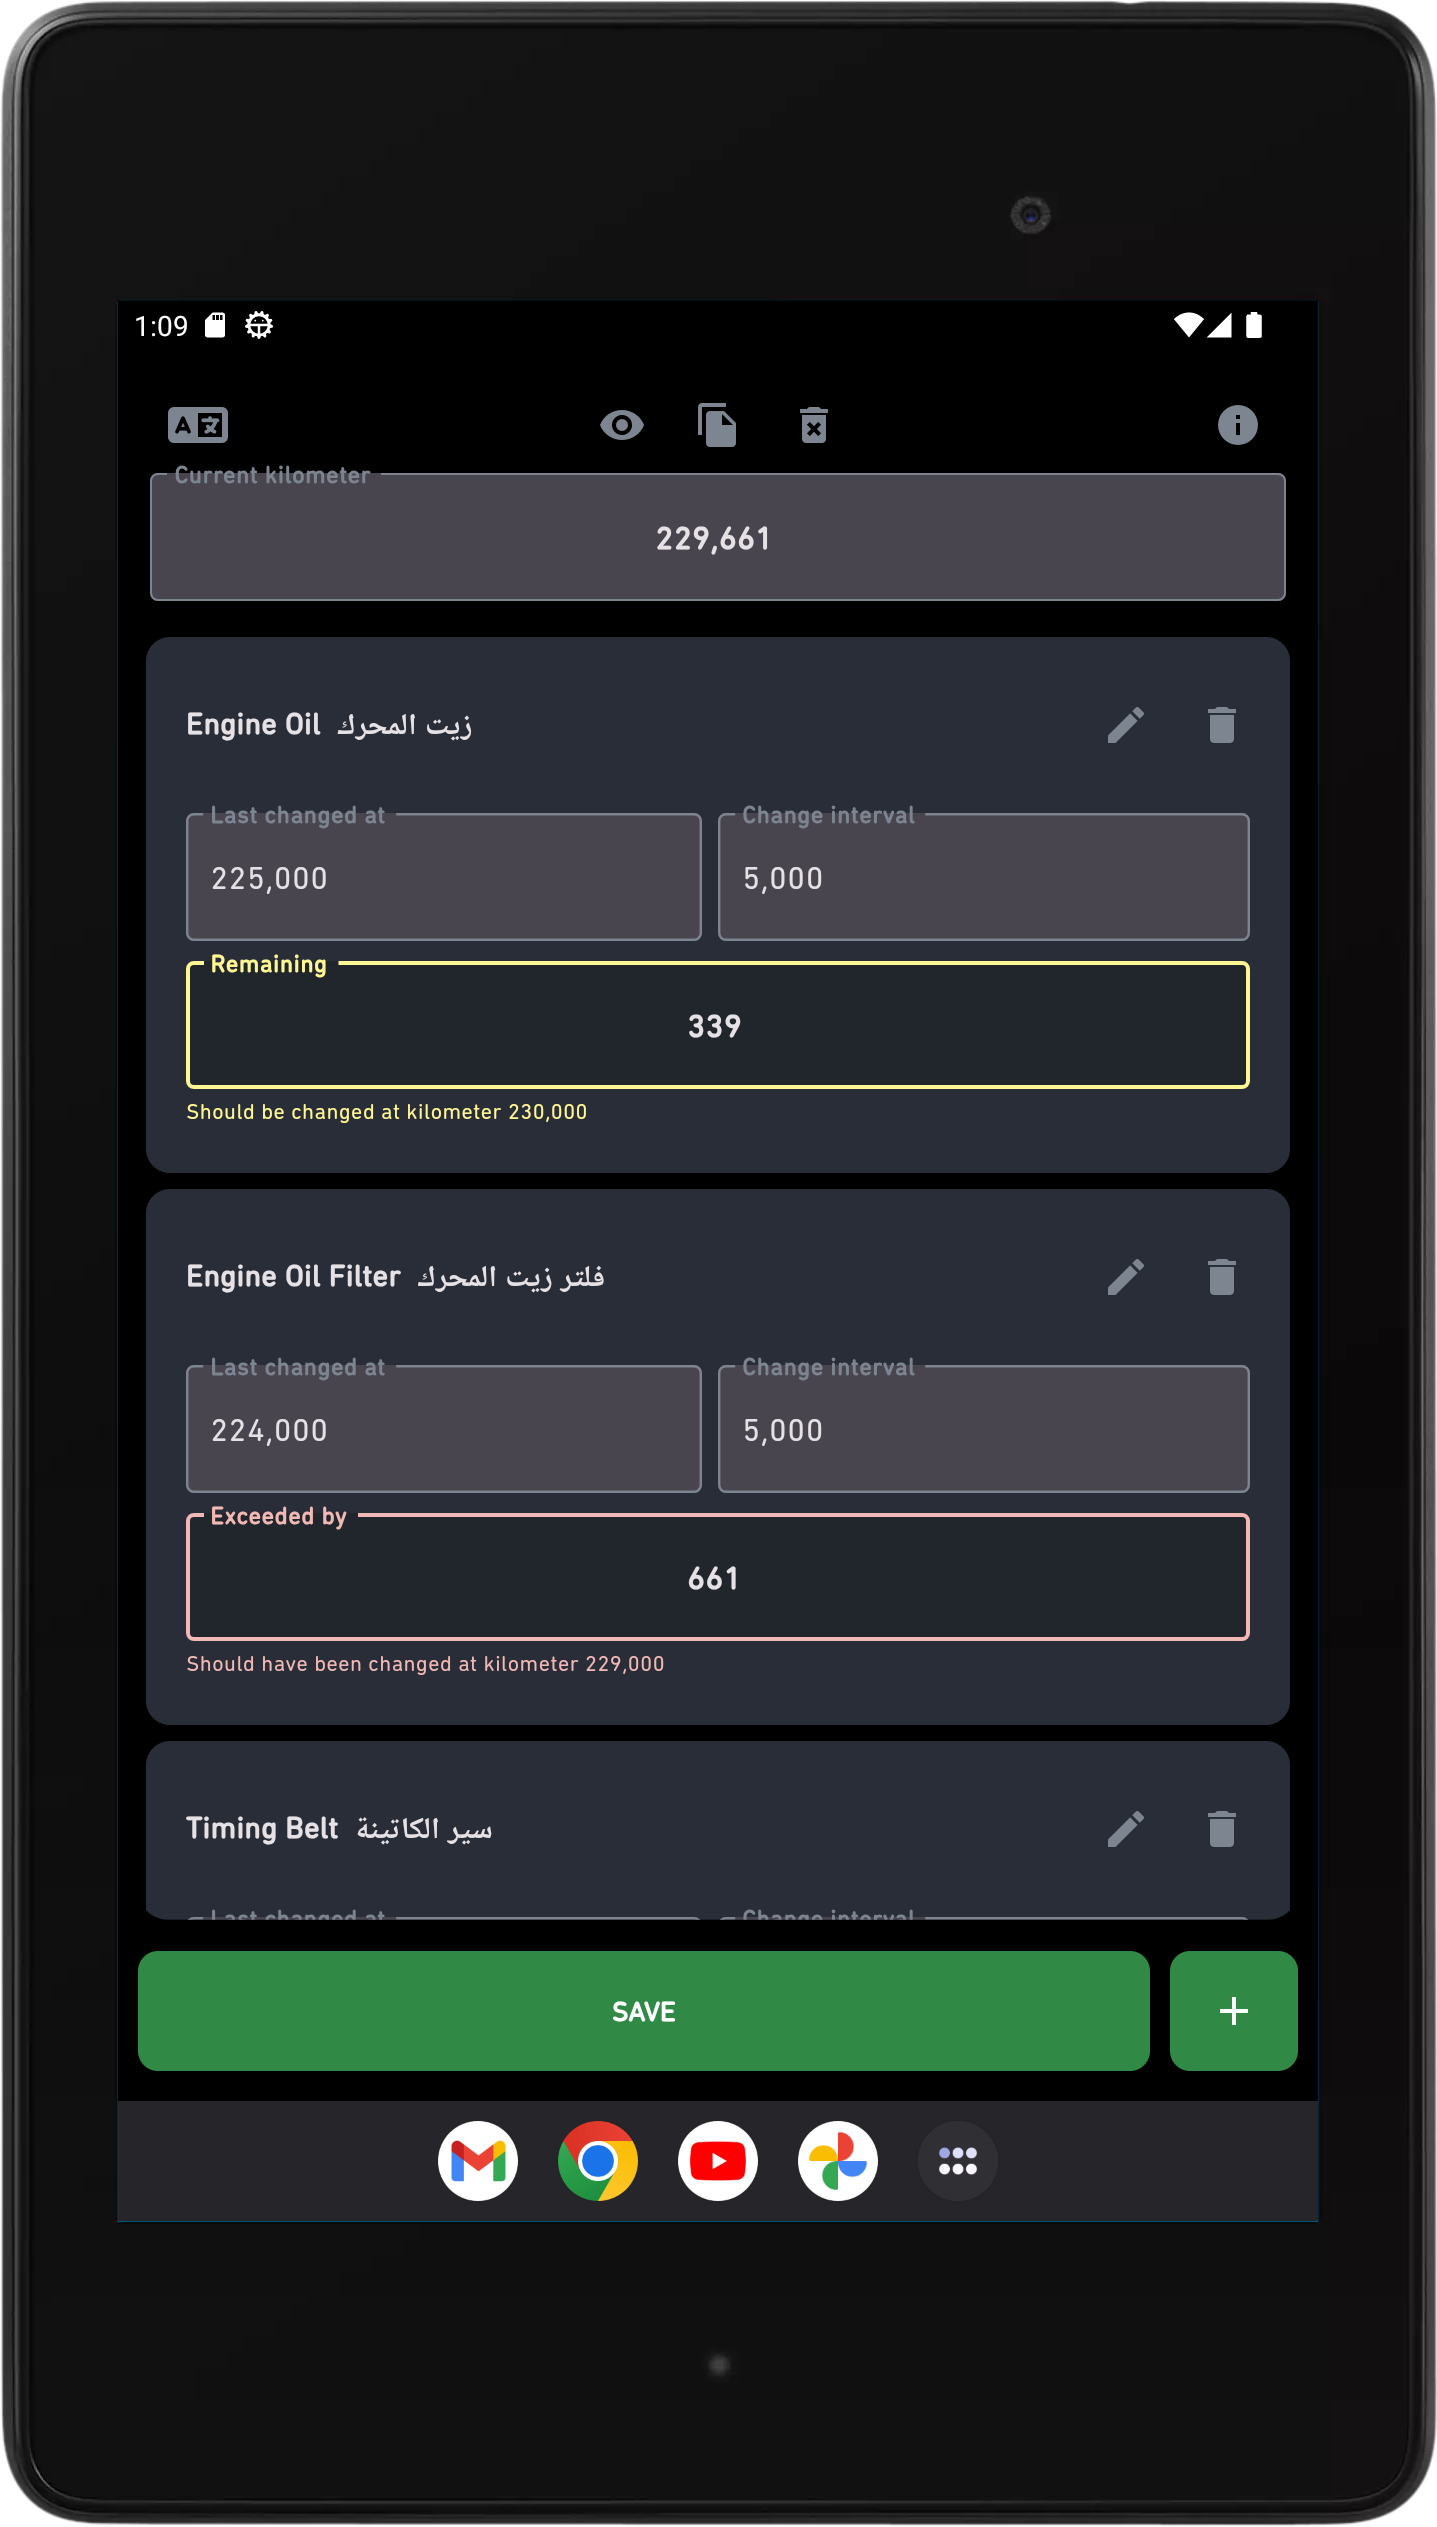 1:09
A
Current kilometer
229,661
Engine Oil زيت المحرك
Last changed at
Change interval
225,000
5,000
Remaining
339
Should be changed at kilometer 230,000
Engine Oil Filter فلتر زيت المحرك
Last changed at
Change interval
224,000
5,000
Exceeded by
661
Should have been changed at kilometer 229,000
Timing Belt سير الكاتينة
Last changed at
Change interval
SAVE